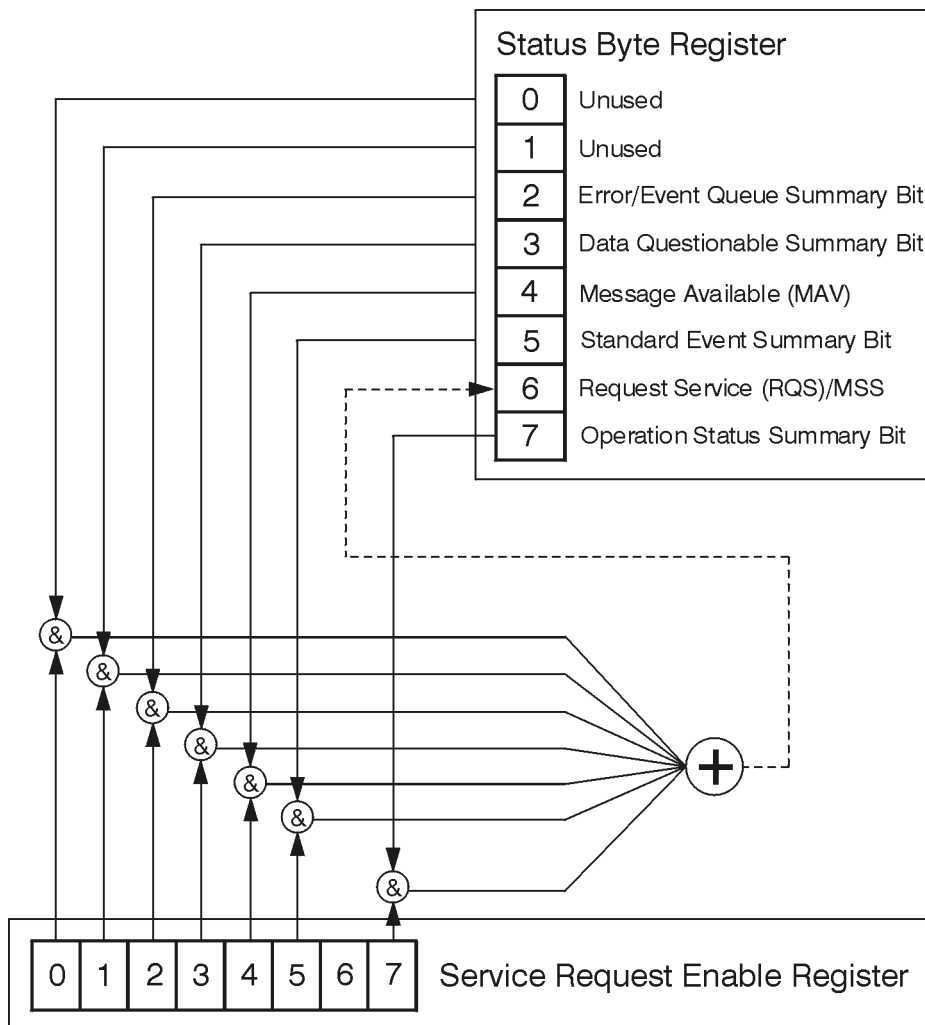 Status Byte Register
0 Unused
1 Unused
2 Error/Event Queue Summary Bit
3 Data Questionable Summary Bit
4 Message Available (MAV)
5 Standard Event Summary Bit
6 Request Service (RQS)/MSS
7 Operation Status Summary Bit
&
&
&
&
&
&
&
+
0 1 2 3 4 5 6 7 Service Request Enable Register